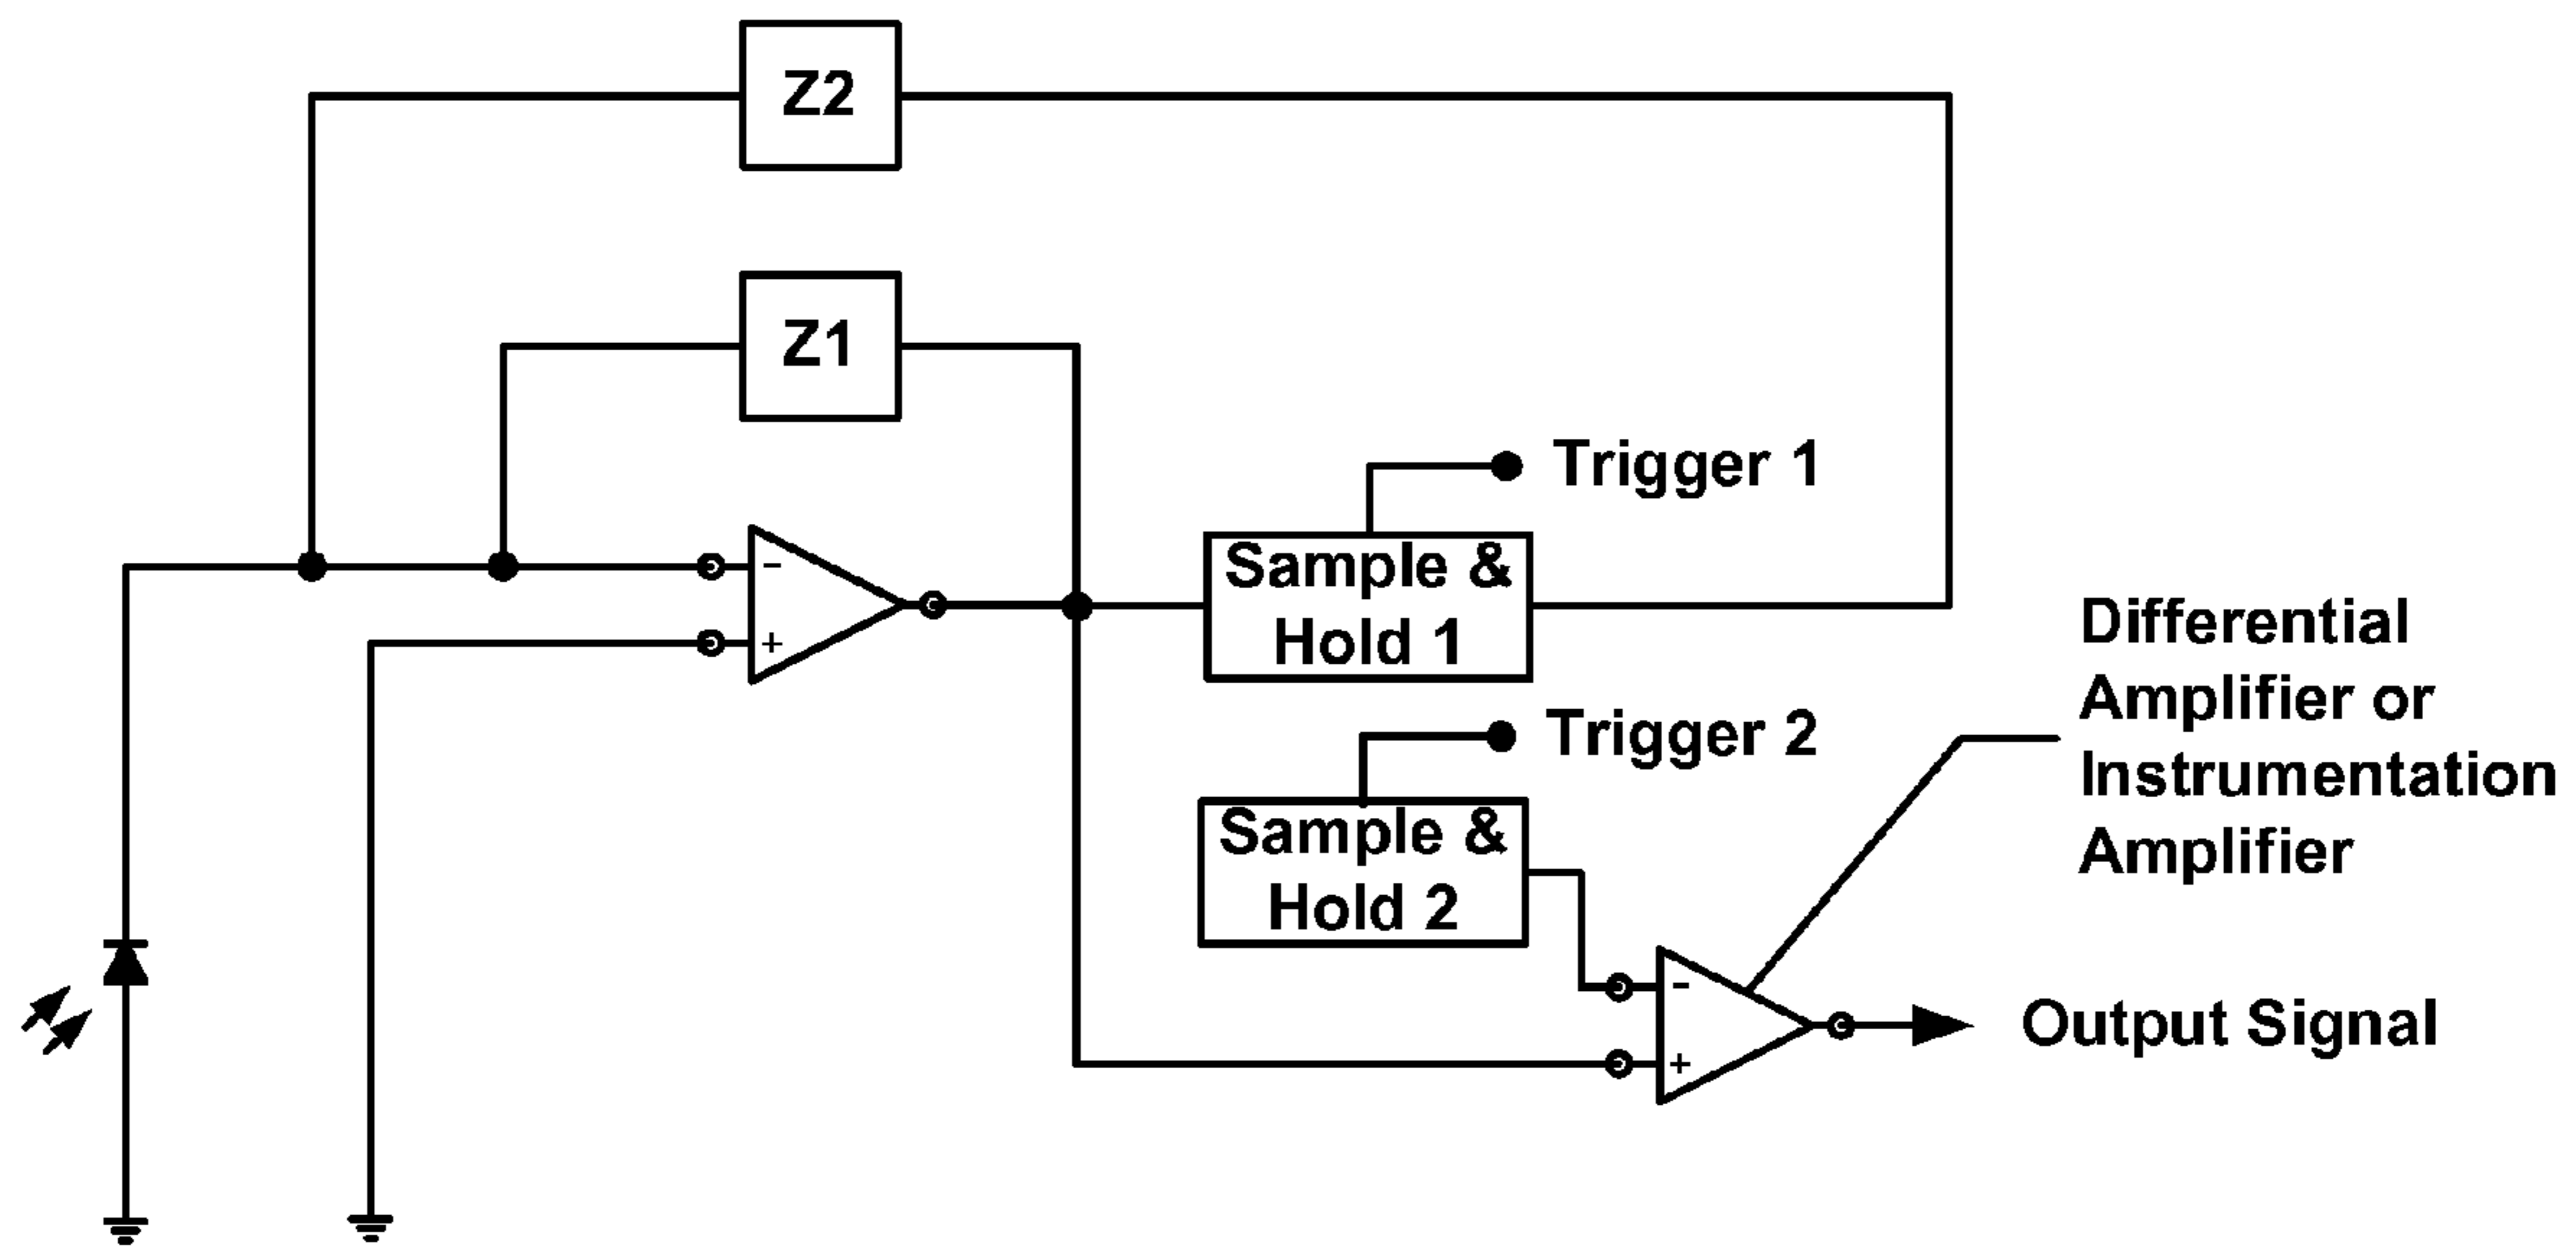 Z2
Z1
Trigger 1
-
+
Sample &
Hold 1
Trigger 2
Sample &
Hold 2
Differential
Amplifier or
Instrumentation
Amplifier
-
+
Output Signal